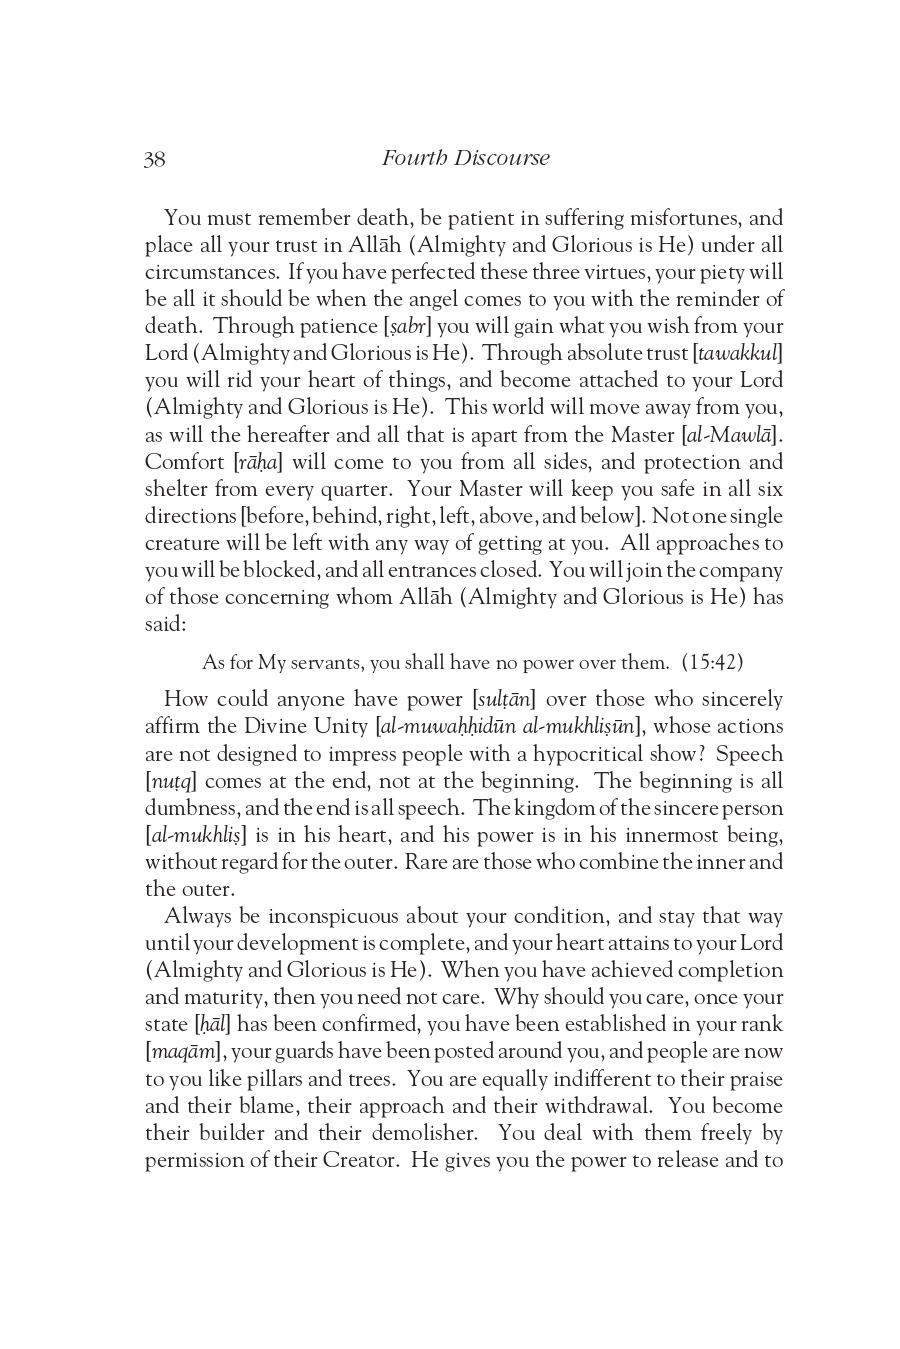 38 Fourth Discourse
You must remember death, be patient in suffering misfortunes, and
place all your trust in Allāh (Almighty and Glorious is He) under all
circumstances. If you have perfected these three virtues, your piety will
be all it should be when the angel comes to you with the reminder of
death. Through patience [ṣabr] you will gain what you wish from your
Lord (Almighty and Glorious is He). Through absolute trust [tawakkul]
you will rid your heart of things, and become attached to your Lord
(Almighty and Glorious is He). This world will move away from you,
as will the hereafter and all that is apart from the Master [al-Mawlā].
Comfort [rāḥa] will come to you from all sides, and protection and
shelter from every quarter. Your Master will keep you safe in all six
directions [before, behind, right, left, above, and below]. Not one single
creature will be left with any way of getting at you. All approaches to
you will be blocked, and all entrances closed. You will join the company
of those concerning whom Allāh (Almighty and Glorious is He) has
said:
As for My servants, you shall have no power over them. (15:42)
How could anyone have power [sulṭān] over those who sincerely
affirm the Divine Unity [al-muwaḥḥidūn al-mukhliṣūn], whose actions
are not designed to impress people with a hypocritical show? Speech
[nuṭq] comes at the end, not at the beginning. The beginning is all
dumbness, and the end is all speech. The kingdom of the sincere person
[al-mukhliṣ] is in his heart, and his power is in his innermost being,
without regard for the outer. Rare are those who combine the inner and
the outer.
Always be inconspicuous about your condition, and stay that way
until your development is complete, and your heart attains to your Lord
(Almighty and Glorious is He). When you have achieved completion
and maturity, then you need not care. Why should you care, once your
state [ḥāl] has been confirmed, you have been established in your rank
[maqām], your guards have been posted around you, and people are now
to you like pillars and trees. You are equally indifferent to their praise
and their blame, their approach and their withdrawal. You become
their builder and their demolisher. You deal with them freely by
permission of their Creator. He gives you the power to release and to